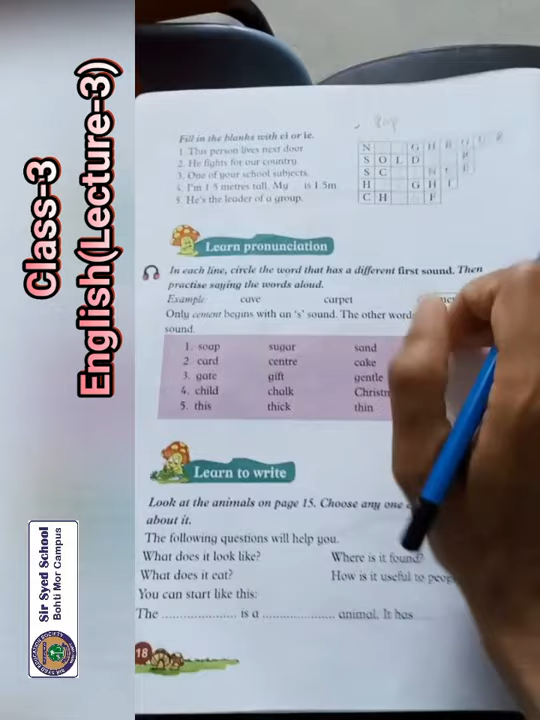 Class-3
English(Lecture-3)
Sir Syed School
Bohti Mor Campus
Fill in the blanks with ei or ie.
1. This person lives next door
2. He fights for our country.
3. One of your school subjects.
4. I'm 1.5 metres tall. My is 1.5m
5. He's the leader of a group.
N G H B O U R
S O L D
S C N C E
H G H T
C H F
Learn pronunciation
In each line, circle the word that has a different first sound. Then
practise saying the words aloud.
Example: cave carpet
Only cement begins with an 's' sound. The other
sound.
1. soap sugar sand
2. card centre cake
3. gate gift gentle
4. child chalk
5. this thick thin
Learn to write
Look at the animals on page 15. Choose any one
about it.
The following questions will help you.
What does it look like? Where is it found?
What does it eat? How is it useful to
You can start like this:
The .................... is a .................... animal. It has
18